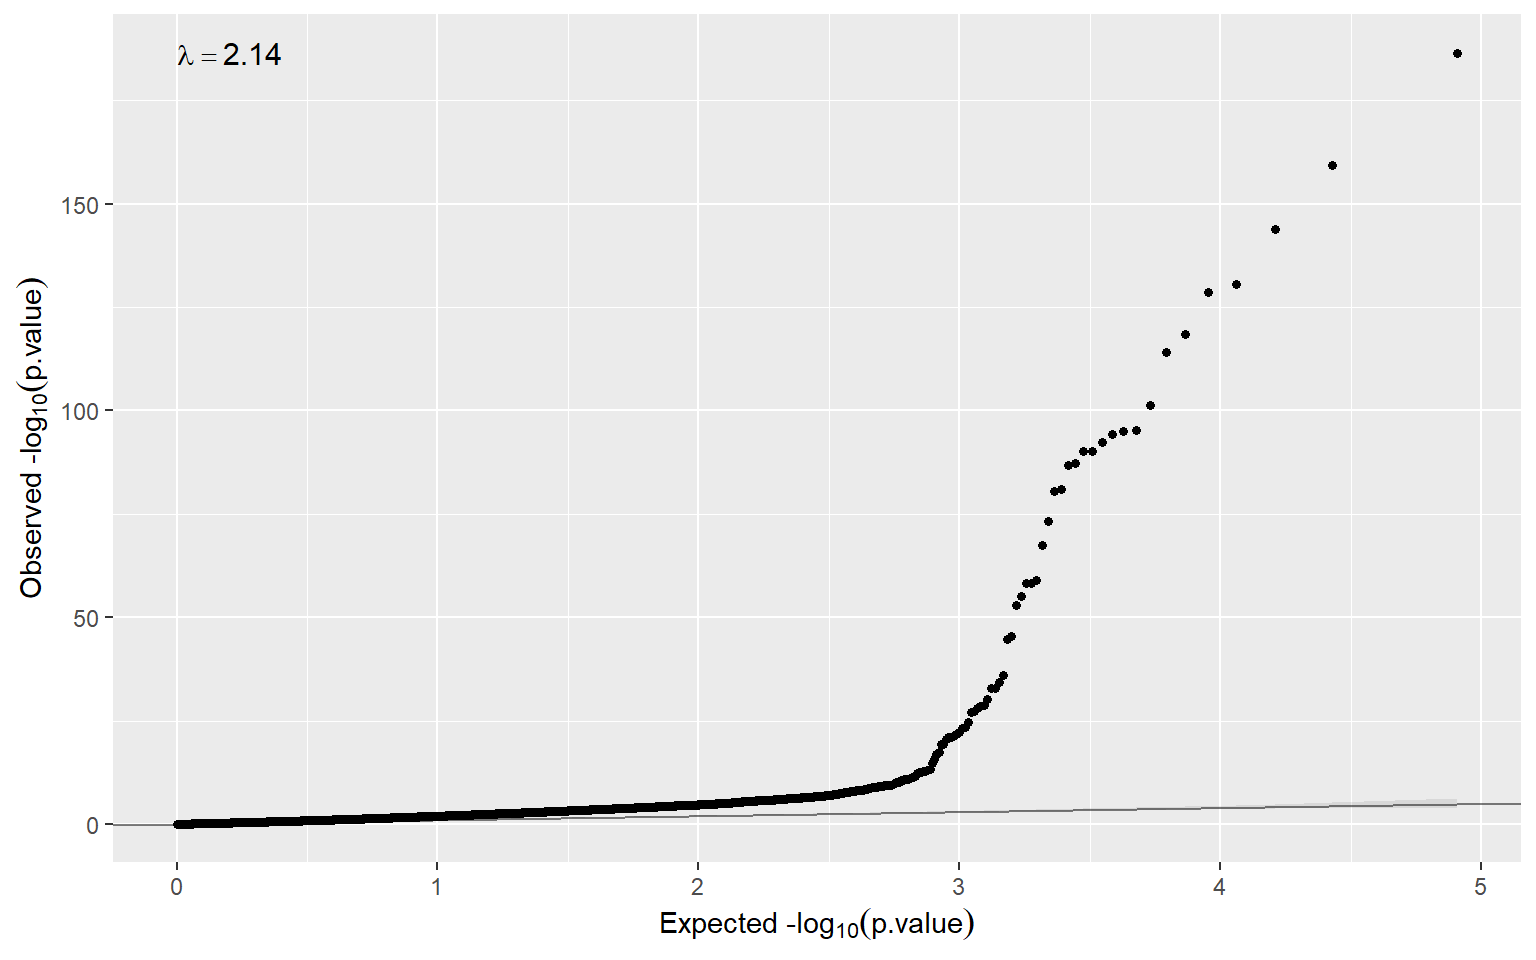 λ = 2.14
Observed -log₁₀(p.value)
150
100
50
0
0 1 2 3 4 5
Expected -log₁₀(p.value)